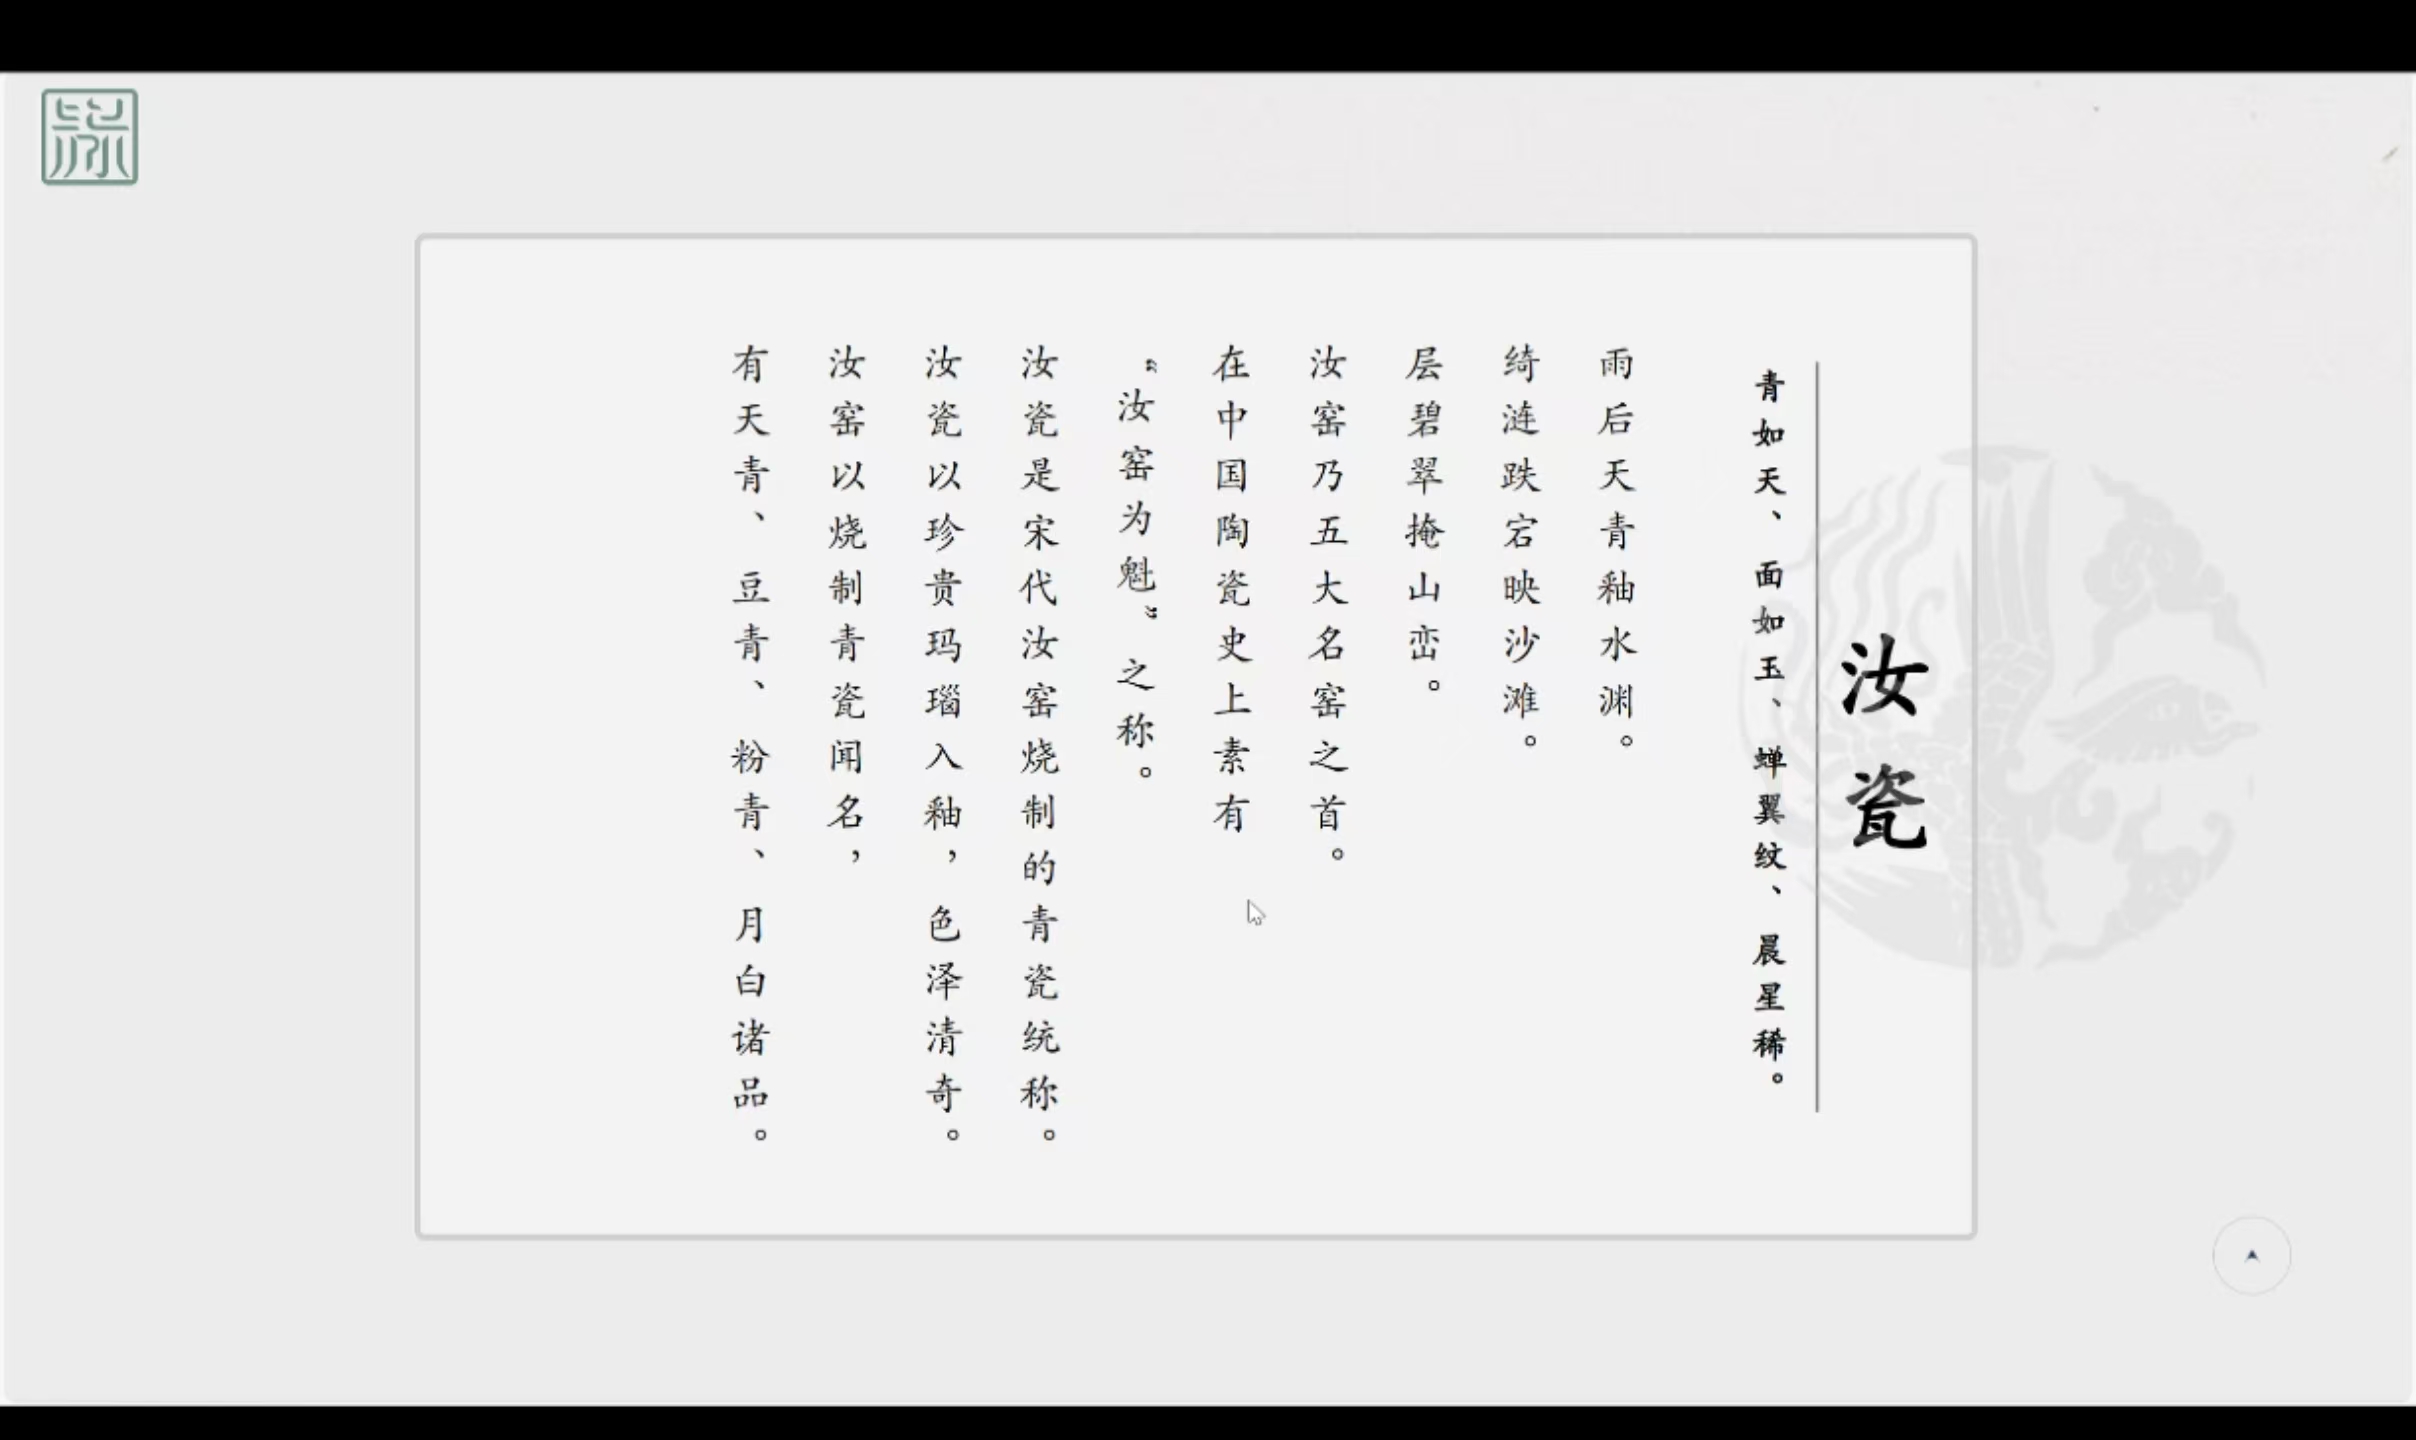 汝瓷
青如天、面如玉、蝉翼纹、晨星稀。
雨后天青釉水渊。
绮涟跌宕映沙滩。
层碧翠掩山峦。
汝窑乃五大名窑之首。
在中国陶瓷史上素有
“汝窑为魁”之称。
汝瓷是宋代汝窑烧制的青瓷统称。
汝瓷以珍贵玛瑙入釉，色泽清奇。
汝窑以烧制青瓷闻名，
有天青、豆青、粉青、月白诸品。